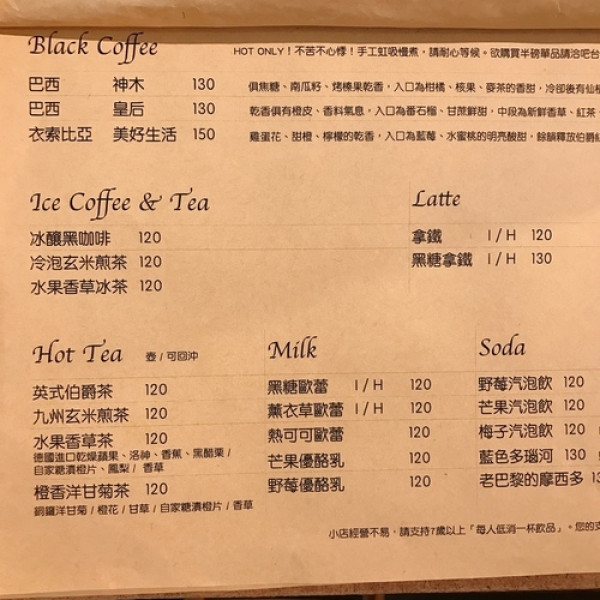 Black Coffee
HOT ONLY！不苦不心悸！手工虹吸慢煮，請耐心等候。欲購買半磅單品請洽吧台
巴西 神木 130 俱焦糖、南瓜籽、烤榛果乾香，入口為柑橘、核果、麥茶的香甜，冷卻後有仙
巴西 皇后 130 乾香俱有橙皮、香料氣息，入口為番石榴、甘蔗鮮甜，中段為新鮮香草、紅茶
衣索比亞 美好生活 150 雞蛋花、甜橙、檸檬的乾香，入口為藍莓、水蜜桃的明亮酸甜，餘韻釋放伯爵
Ice Coffee & Tea
冰釀黑咖啡 120
冷泡玄米煎茶 120
水果香草冰茶 120
Latte
拿鐵 I / H 120
黑糖拿鐵 I / H 130
Hot Tea 壺 / 可回沖
英式伯爵茶 120
九州玄米煎茶 120
水果香草茶 120
德國進口乾燥蘋果、洛神、香蕉、黑醋栗 /
自家糖漬橙片、鳳梨 / 香草
橙香洋甘菊茶 120
銅鑼洋甘菊 / 橙花 / 甘草 / 自家糖漬橙片 / 香草
Milk
黑糖歐蕾 I / H 120
薰衣草歐蕾 I / H 120
熱可可歐蕾 120
芒果優酪乳 120
野莓優酪乳 120
Soda
野莓汽泡飲 120
芒果汽泡飲 120
梅子汽泡飲 120
藍色多瑙河 130
老巴黎的摩西多
小店經營不易，請支持7歲以上「每人低消一杯飲品」。您的支